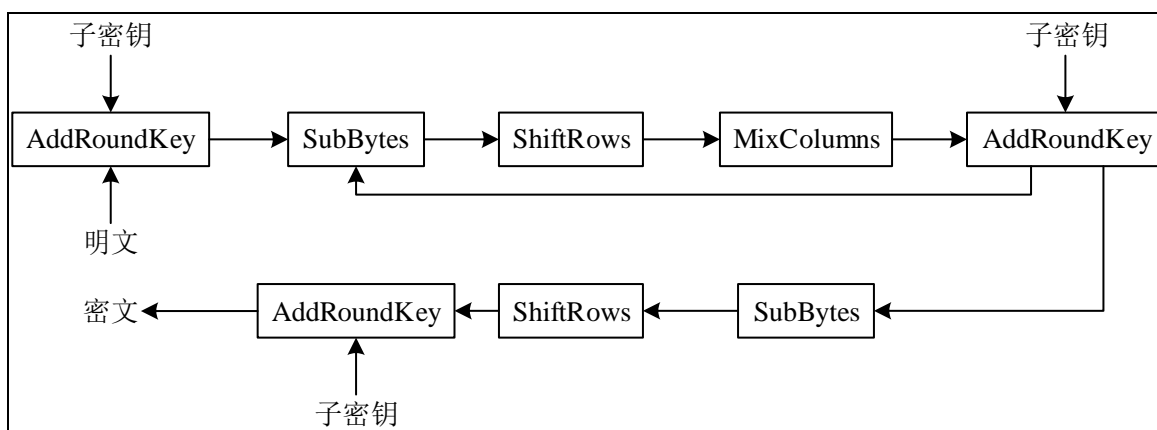 子密钥 子密钥
AddRoundKey SubBytes ShiftRows MixColumns AddRoundKey
明文
密文 AddRoundKey ShiftRows SubBytes
子密钥